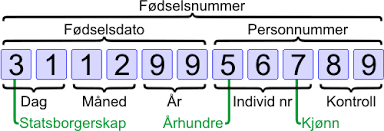 Fødselsnummer
Fødselsdato Personnummer
3 1 1 2 9 9 5 6 7 8 9
Dag Måned År Individ nr Kontroll
Statsborgerskap Århundre Kjønn